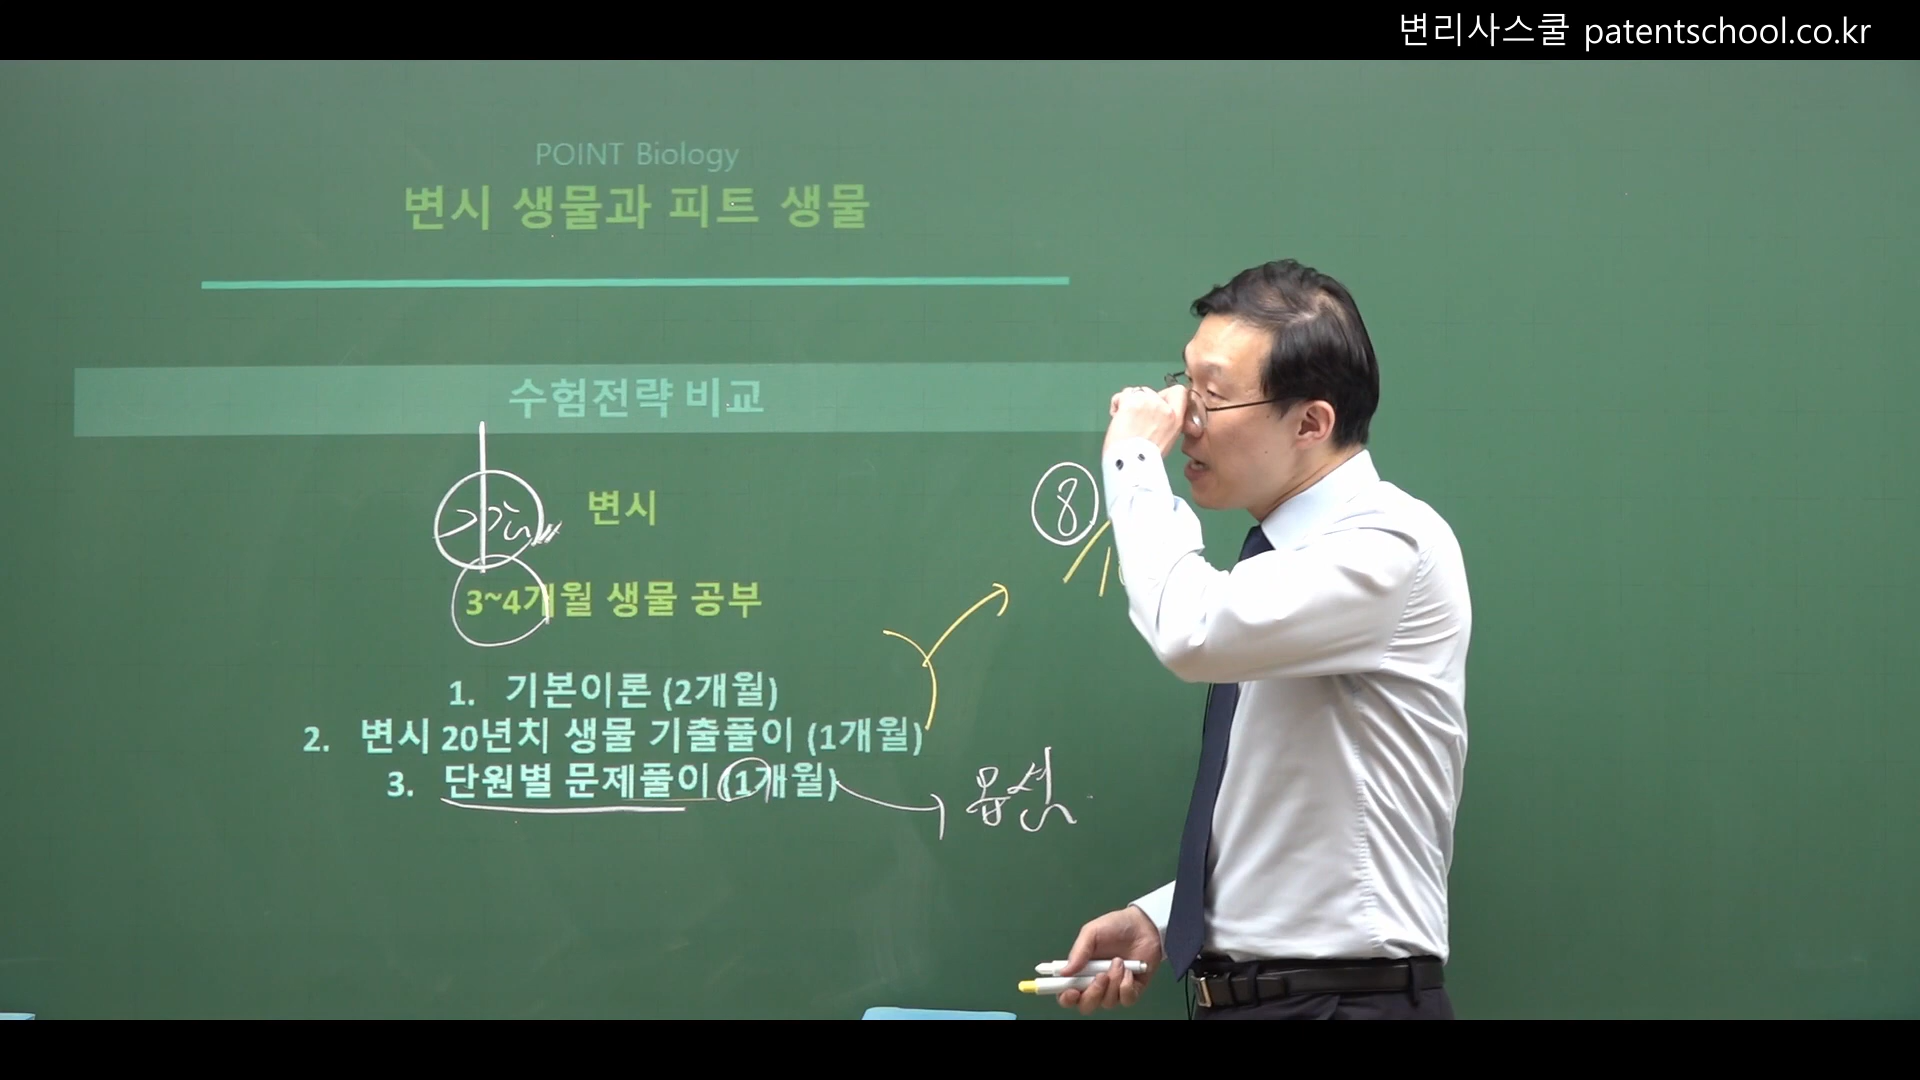 변리사스쿨 patentschool.co.kr
POINT Biology
변시 생물과 피트 생물
수험전략 비교
변시
8
3~4개월 생물 공부
1. 기본이론 (2개월)
2. 변시 20년치 생물 기출풀이 (1개월)
3. 단원별 문제풀이 (1개월)
옵션